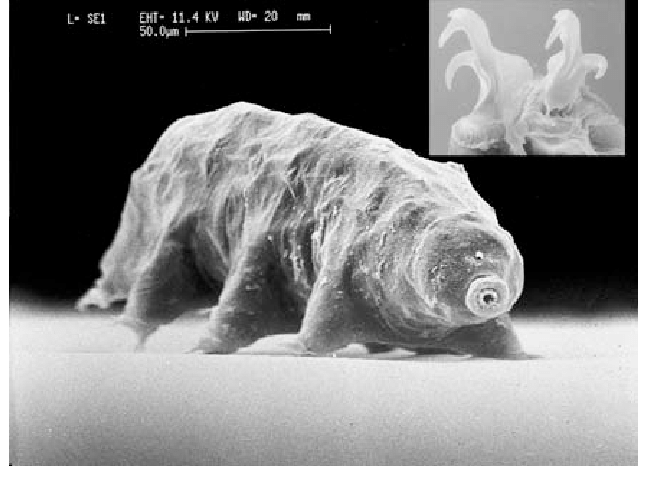 L= SE1 EHT= 11.4 KV WD= 20 mm
50.0µm